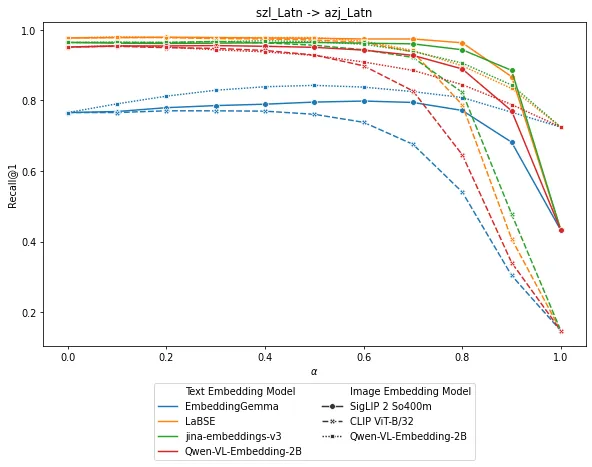 szl_Latn -> azj_Latn
Recall@1
1.0
0.8
0.6
0.4
0.2
0.0 0.2 0.4 0.6 0.8 1.0
α
Text Embedding Model
EmbeddingGemma
LaBSE
jina-embeddings-v3
Qwen-VL-Embedding-2B
Image Embedding Model
SigLIP 2 So400m
CLIP ViT-B/32
Qwen-VL-Embedding-2B